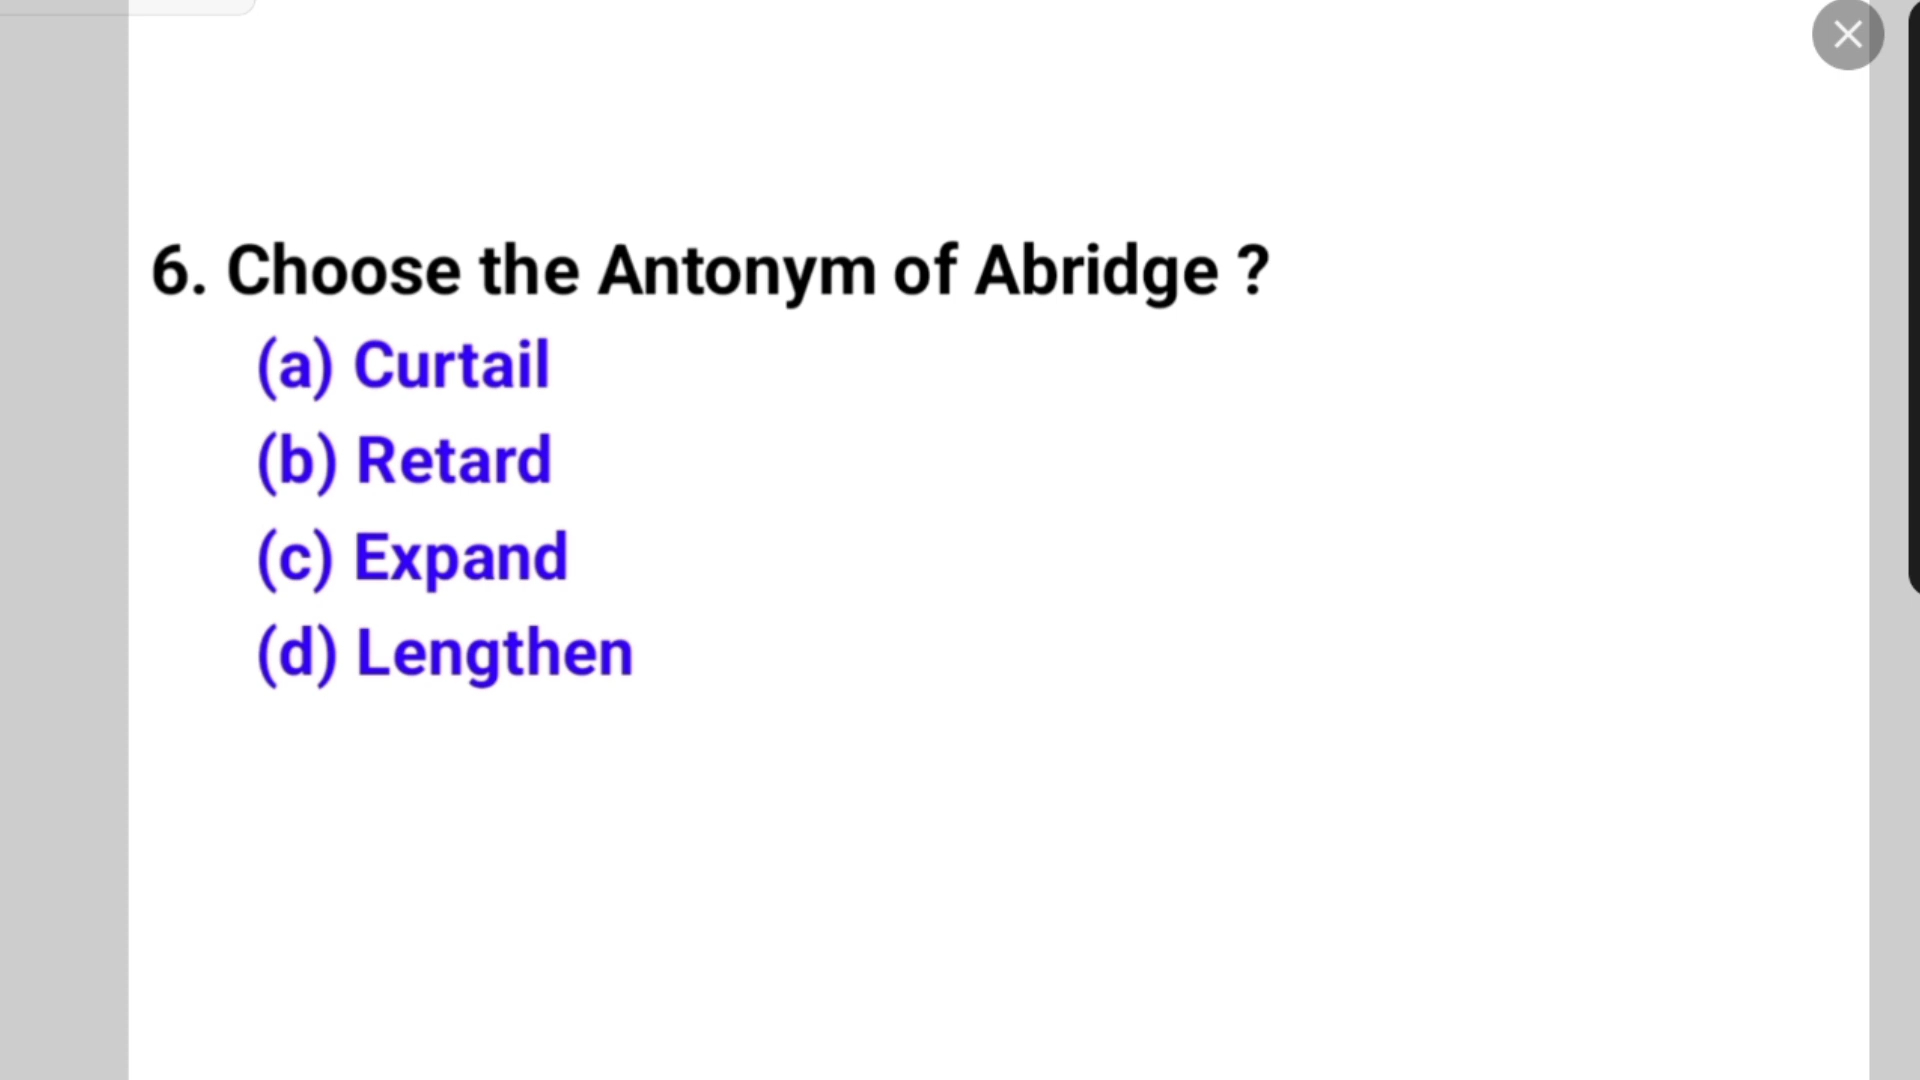 6. Choose the Antonym of Abridge ?
(a) Curtail
(b) Retard
(c) Expand
(d) Lengthen